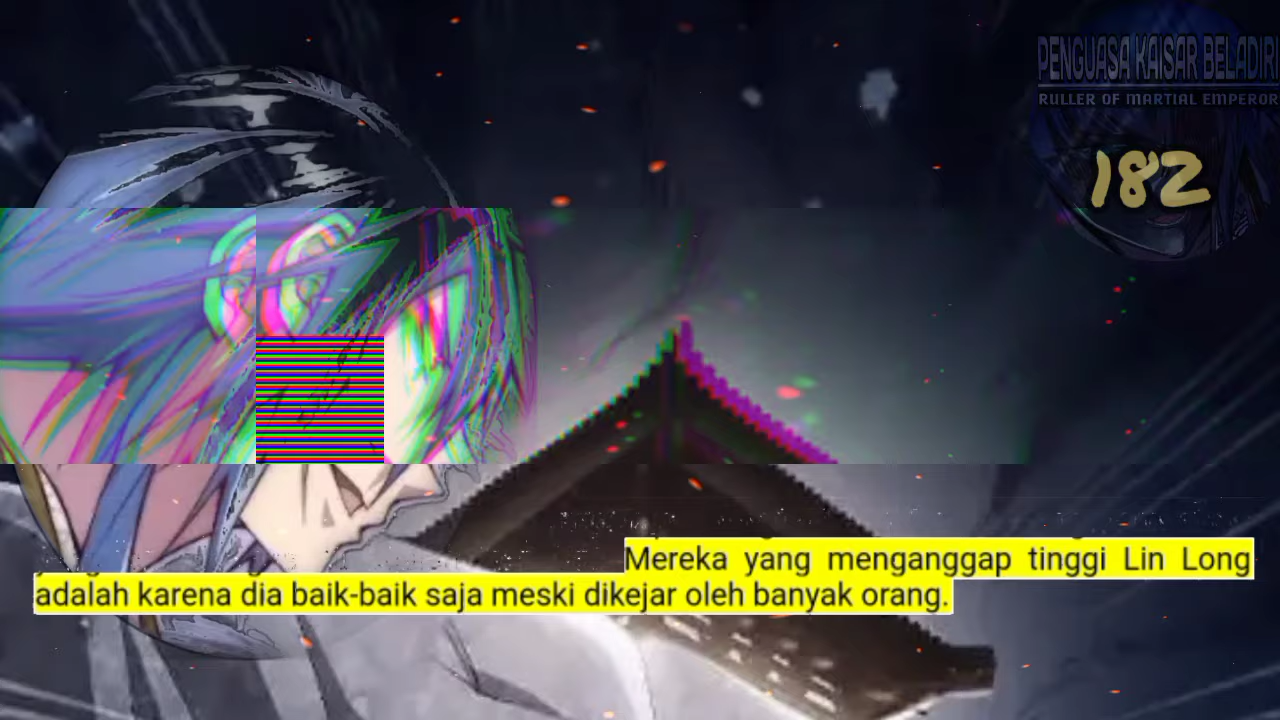 PENGUASA KAISAR BELADIRI
RULLER OF MARTIAL EMPEROR
182
Mereka yang menganggap tinggi Lin Long
adalah karena dia baik-baik saja meski dikejar oleh banyak orang.